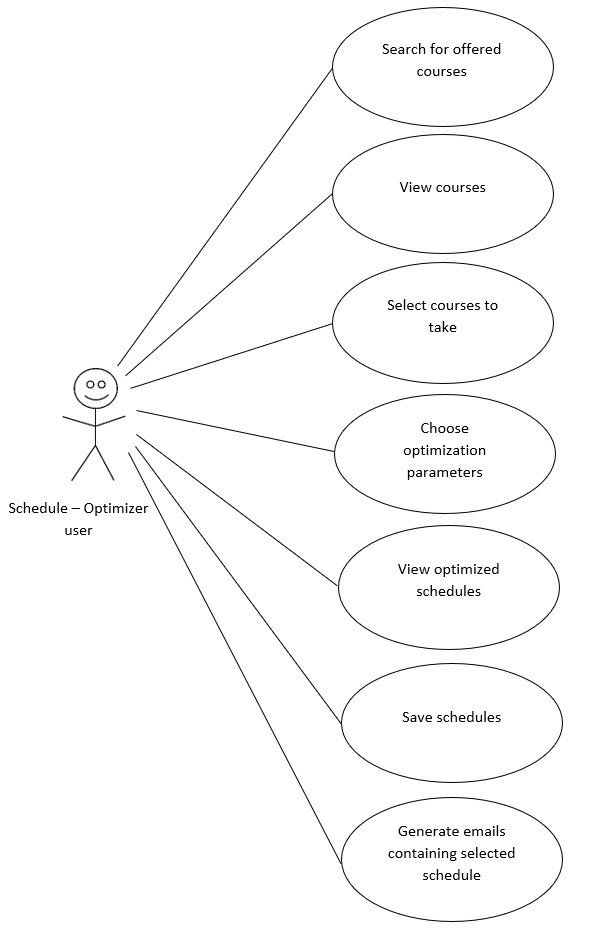 Search for offered
courses
View courses
Select courses to
take
Choose
optimization
parameters
Schedule – Optimizer
user
View optimized
schedules
Save schedules
Generate emails
containing selected
schedule